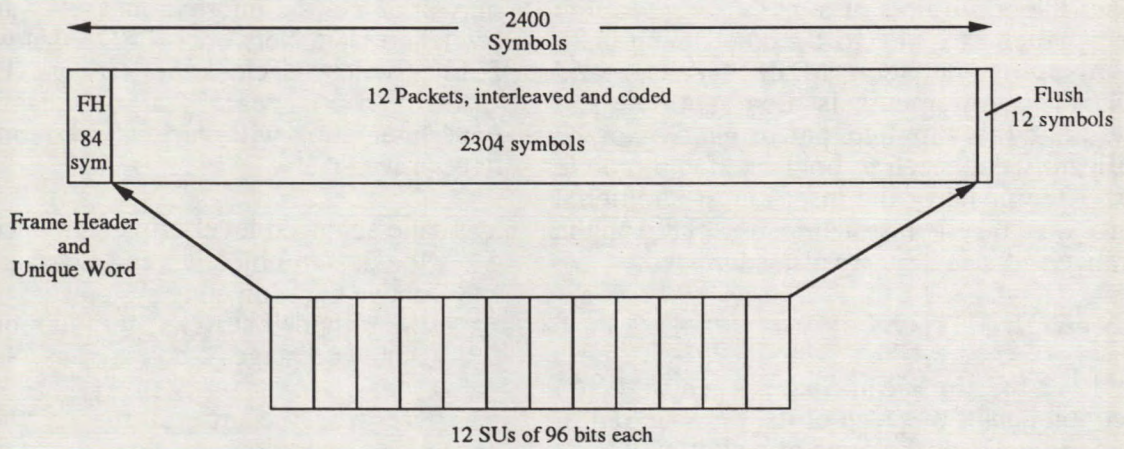 2400
Symbols
FH
84
sym.
12 Packets, interleaved and coded
2304 symbols
Flush
12 symbols
Frame Header
and
Unique Word
12 SUs of 96 bits each